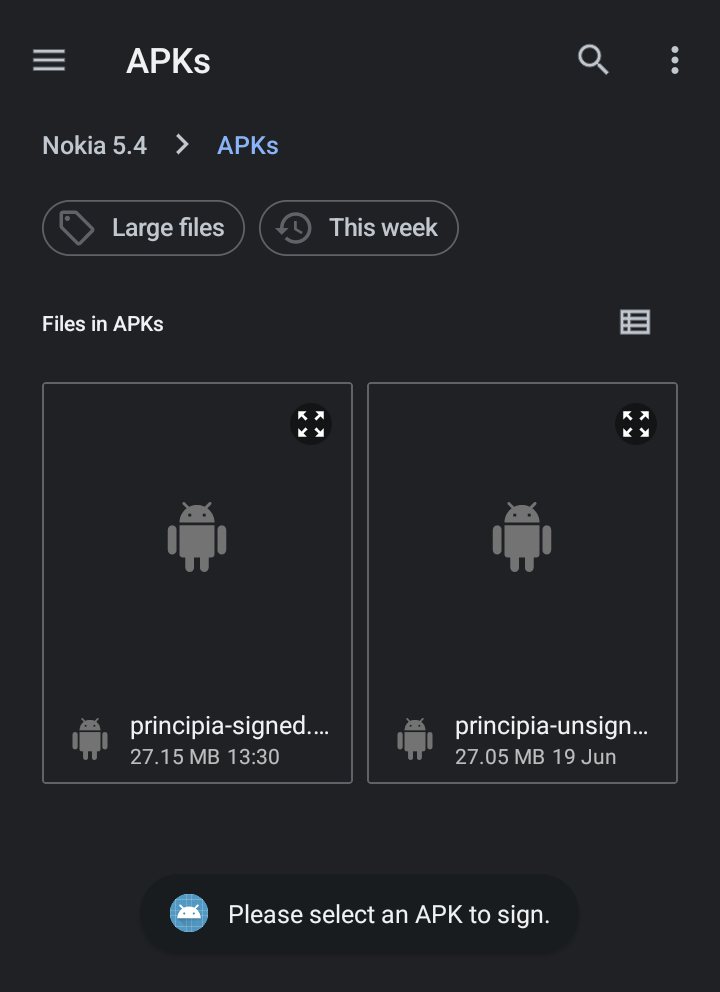 APKs
Nokia 5.4 > APKs
Large files
This week
Files in APKs
principia-signed.…
27.15 MB 13:30
principia-unsign…
27.05 MB 19 Jun
Please select an APK to sign.